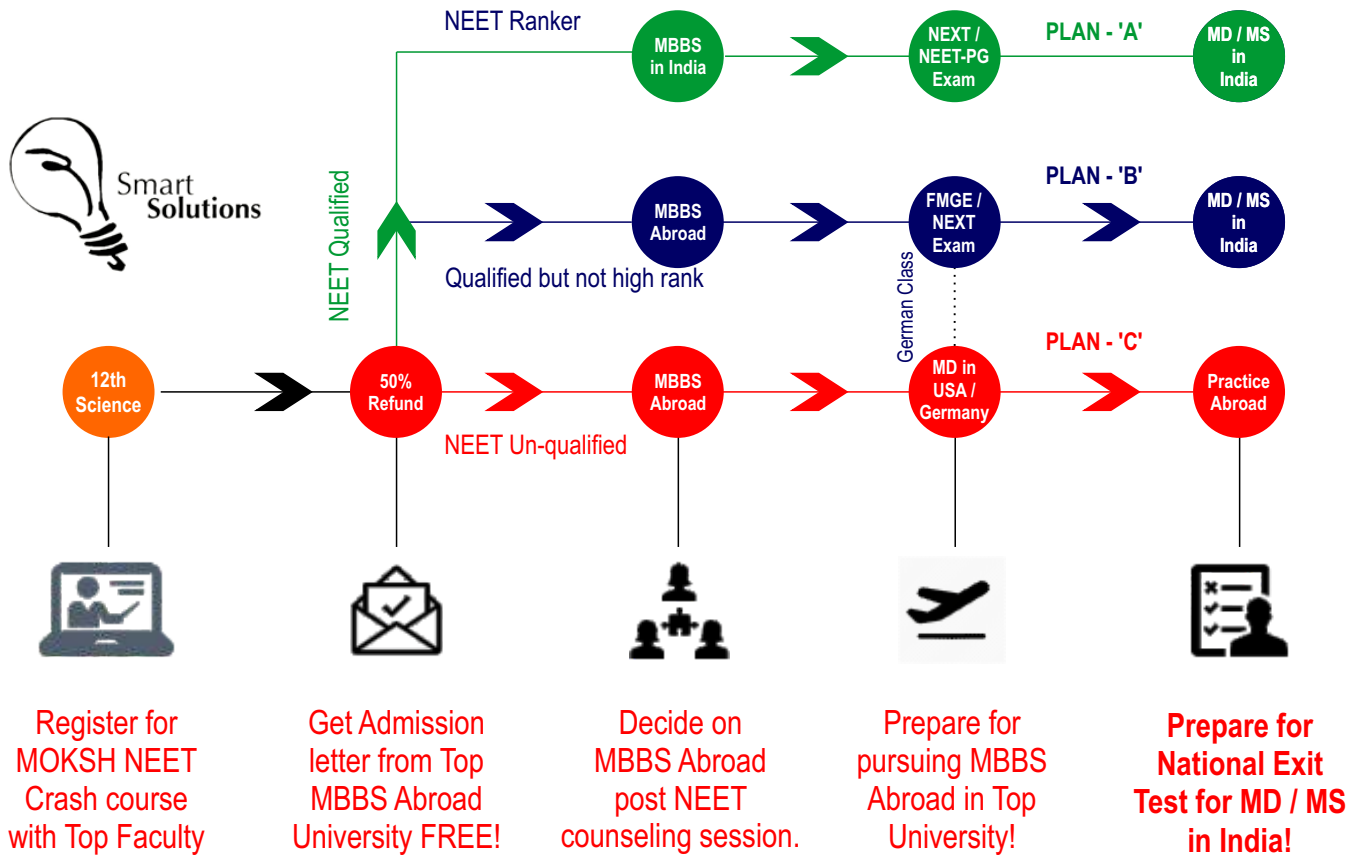 NEET Ranker
MBBS
in India
NEXT /
NEET-PG
Exam
PLAN - 'A'
MD / MS
in
India
Smart
Solutions
NEET Qualified
MBBS
Abroad
FMGE /
NEXT
Exam
PLAN - 'B'
MD / MS
in
India
Qualified but not high rank
German Class
12th
Science
50%
Refund
MBBS
Abroad
MD in
USA /
Germany
PLAN - 'C'
Practice
Abroad
NEET Un-qualified
Register for
MOKSH NEET
Crash course
with Top Faculty
Get Admission
letter from Top
MBBS Abroad
University FREE!
Decide on
MBBS Abroad
post NEET
counseling session.
Prepare for
pursuing MBBS
Abroad in Top
University!
Prepare for
National Exit
Test for MD / MS
in India!